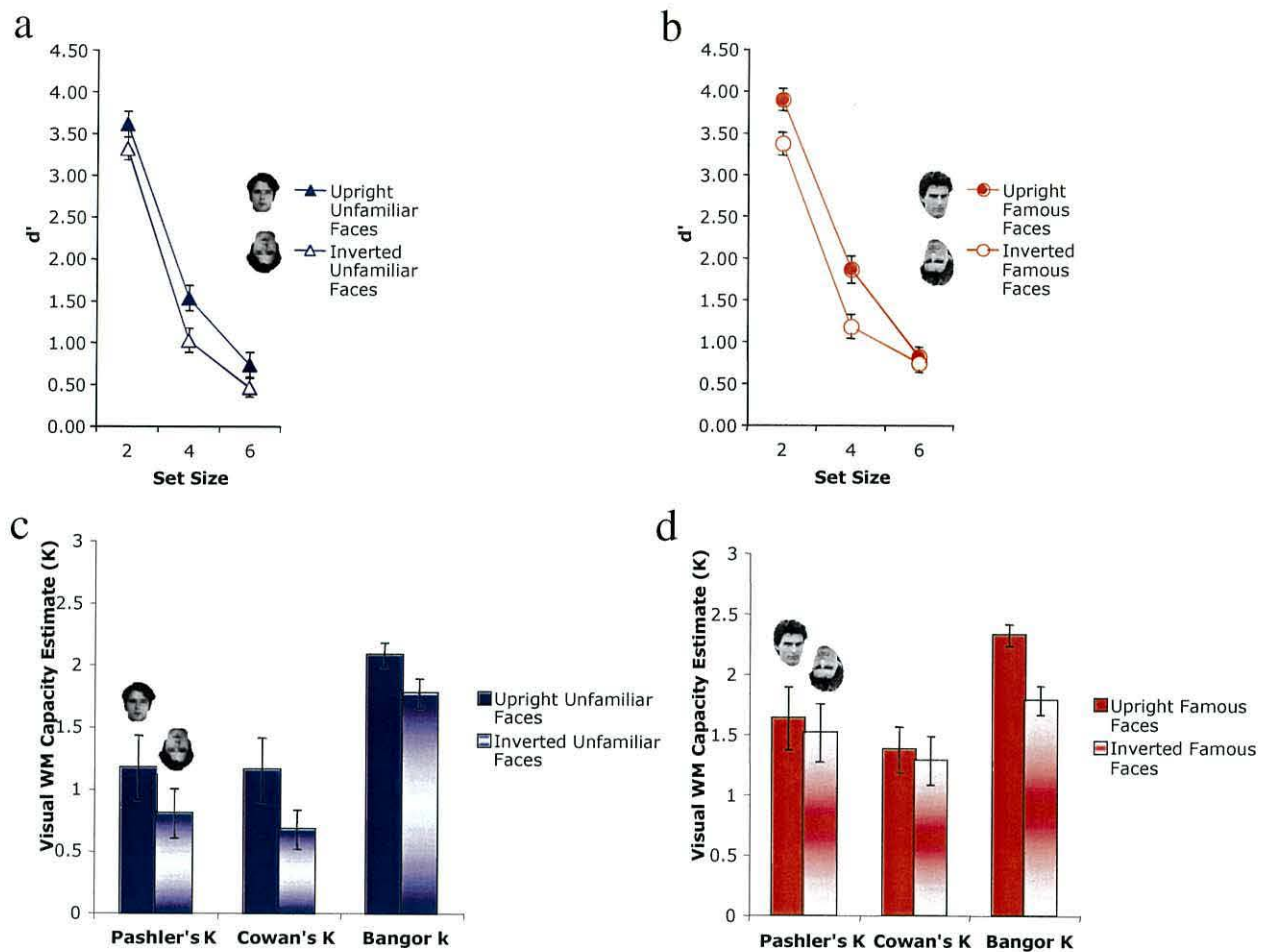 a
4.50
4.00
3.50
3.00
2.50
2.00
1.50
1.00
0.50
0.00
d'
2 4 6
Set Size
Upright
Unfamiliar
Faces
Inverted
Unfamiliar
Faces
b
4.50
4.00
3.50
3.00
2.50
2.00
1.50
1.00
0.50
0.00
d'
2 4 6
Set Size
Upright
Famous
Faces
Inverted
Famous
Faces
c
Visual WM Capacity Estimate (K)
3
2.5
2
1.5
1
0.5
0
Pashler's K Cowan's K Bangor k
Upright Unfamiliar
Faces
Inverted Unfamiliar
Faces
d
Visual WM Capacity Estimate (K)
3
2.5
2
1.5
1
0.5
0
Pashler's K Cowan's K Bangor K
Upright Famous
Faces
Inverted Famous
Faces